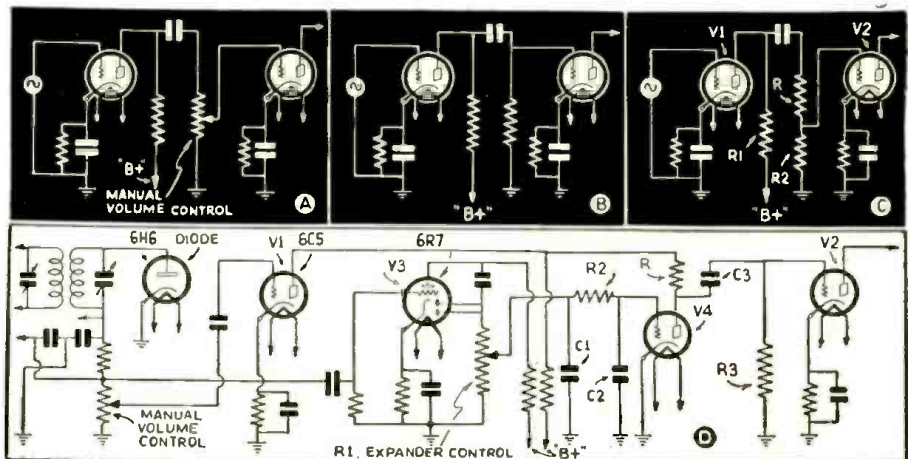 "B+"
MANUAL
VOLUME CONTROL
A
"B+"
B
V1
V2
R
R1
R2
"B+"
C
6H6 DIODE
V1 6C5
6R7
V3
R2
R
C3
V2
V4
C1
C2
R3
MANUAL
VOLUME
CONTROL
R1, EXPANDER CONTROL
"B+"
D